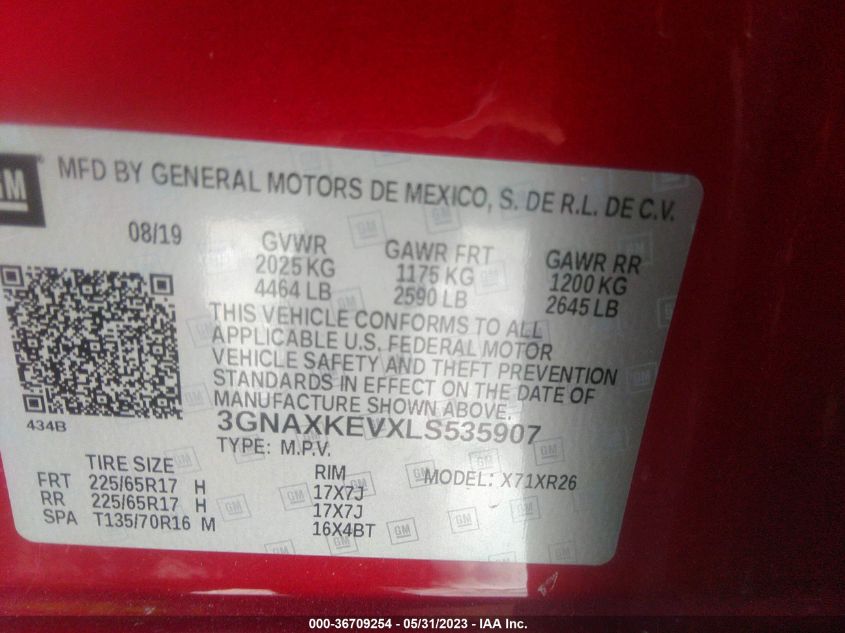 GM
MFD BY GENERAL MOTORS DE MEXICO, S. DE R.L. DE C.V.
08/19
GVWR
2025 KG
4464 LB
GAWR FRT
1175 KG
2590 LB
GAWR RR
1200 KG
2645 LB
THIS VEHICLE CONFORMS TO ALL
APPLICABLE U.S. FEDERAL MOTOR
VEHICLE SAFETY AND THEFT PREVENTION
STANDARDS IN EFFECT ON THE DATE OF
MANUFACTURE SHOWN ABOVE.
434B
3GNAXKEVXLS535907
TYPE: M.P.V.
MODEL: X71XR26
TIRE SIZE RIM
FRT 225/65R17 H 17X7J
RR 225/65R17 H 17X7J
SPA T135/70R16 M 16X4BT
000-36709254 - 05/31/2023 - IAA Inc.